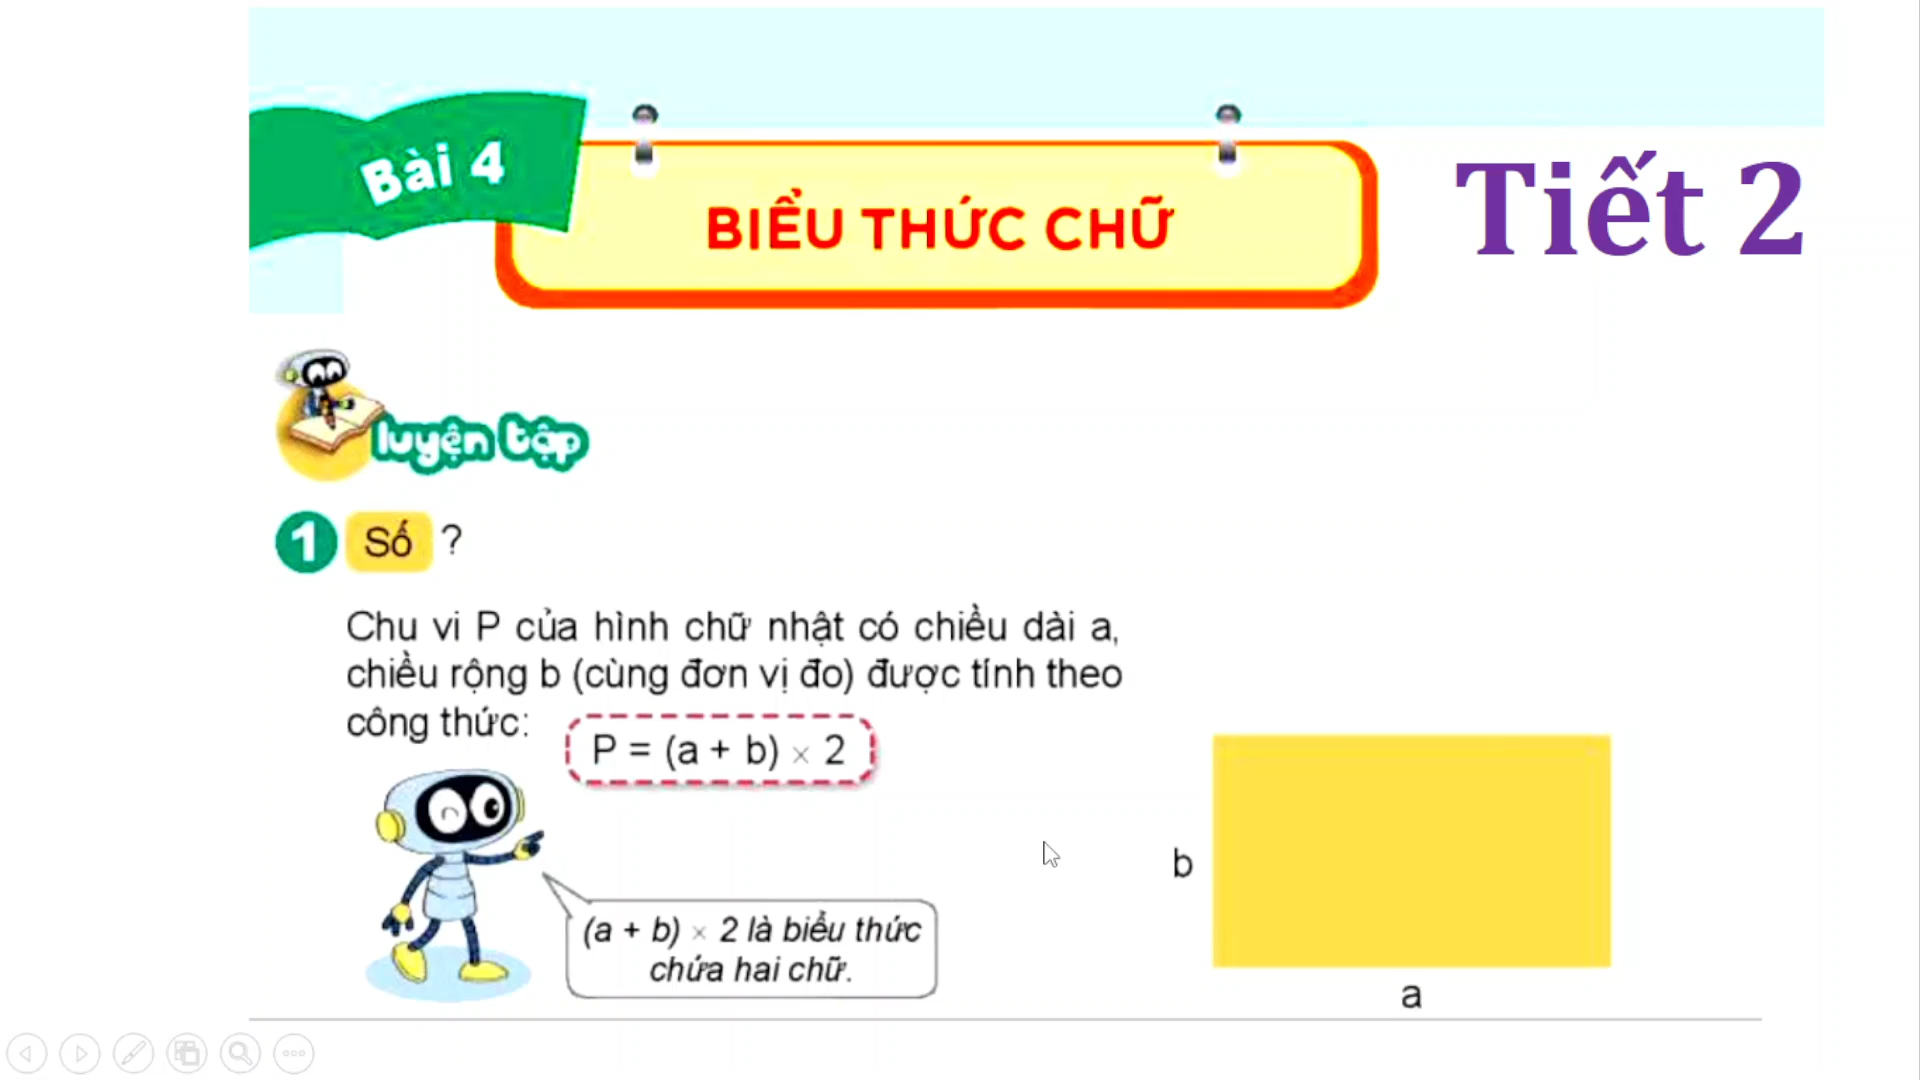 Bài 4
BIỂU THỨC CHỮ
Tiết 2
luyện tập
1 Số ?
Chu vi P của hình chữ nhật có chiều dài a,
chiều rộng b (cùng đơn vị đo) được tính theo
công thức:
P = (a + b) × 2
(a + b) × 2 là biểu thức
chứa hai chữ.
b
a